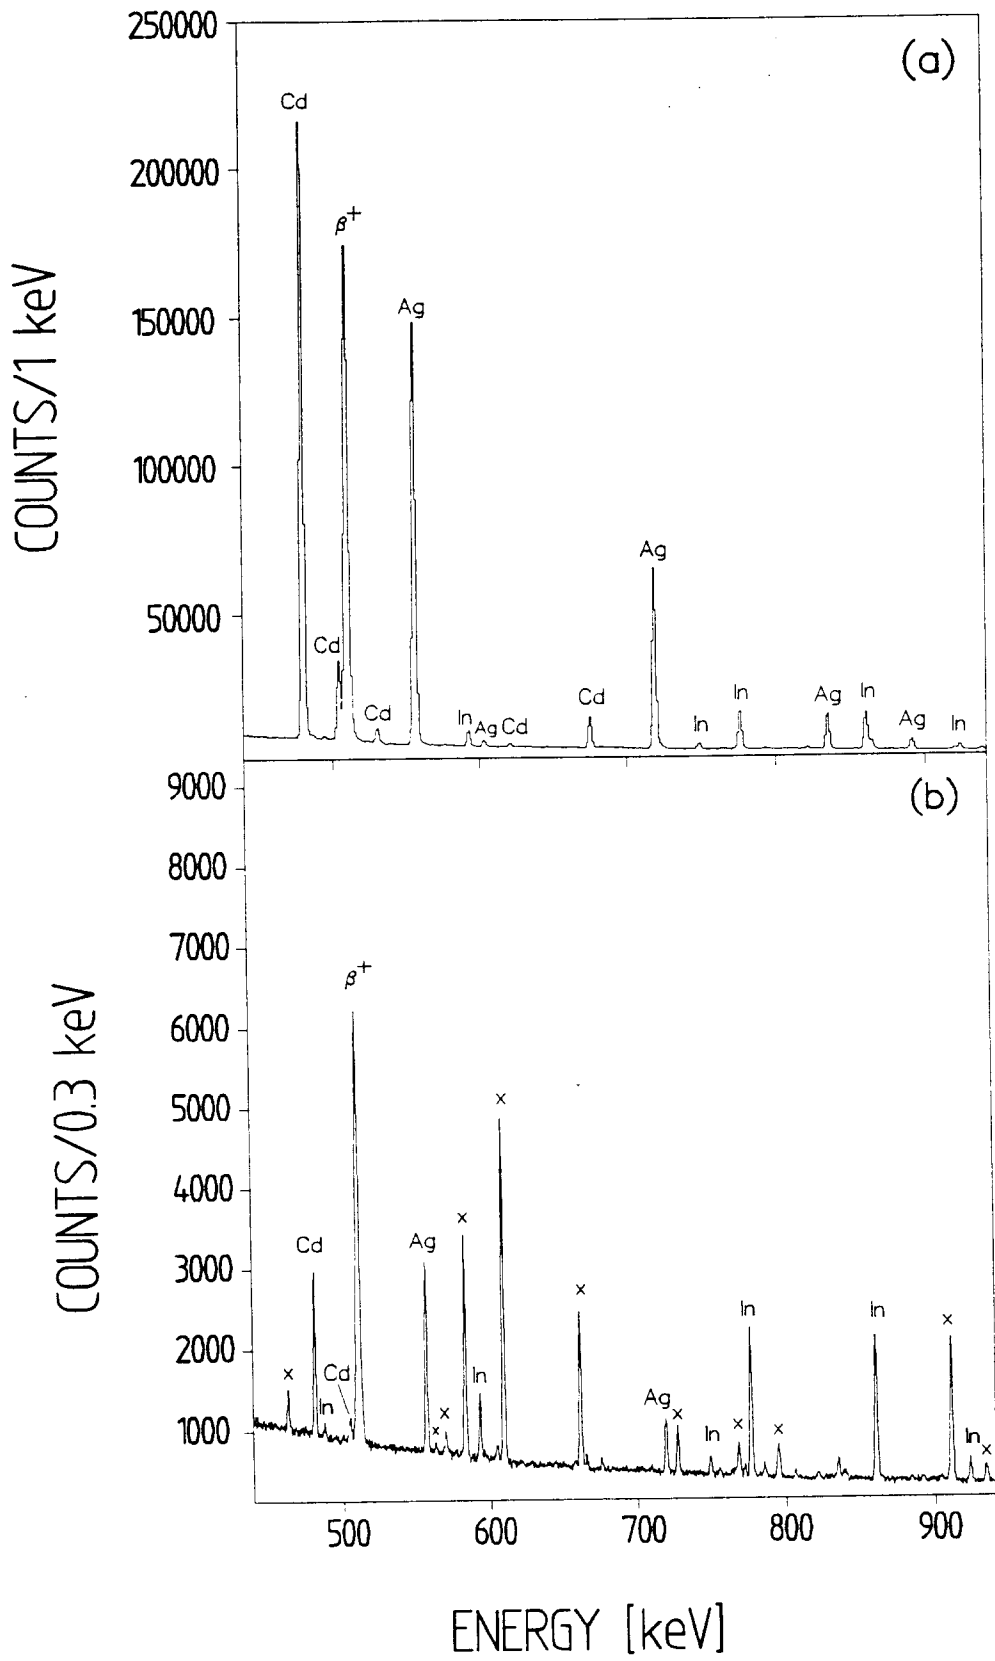 250000
(a)
Cd
200000
β+
Ag
150000
COUNTS/1 keV
100000
Ag
50000
Cd
Cd
In
Ag
Cd
Cd
In
In
Ag
In
Ag
In
9000
(b)
8000
7000
β+
6000
5000
x
COUNTS/0.3 keV
4000
x
Cd
Ag
3000
x
In
In
x
2000
x
Cd
In
In
x
x
Ag
x
In
x
x
In
x
1000
500
600
700
800
900
ENERGY [keV]